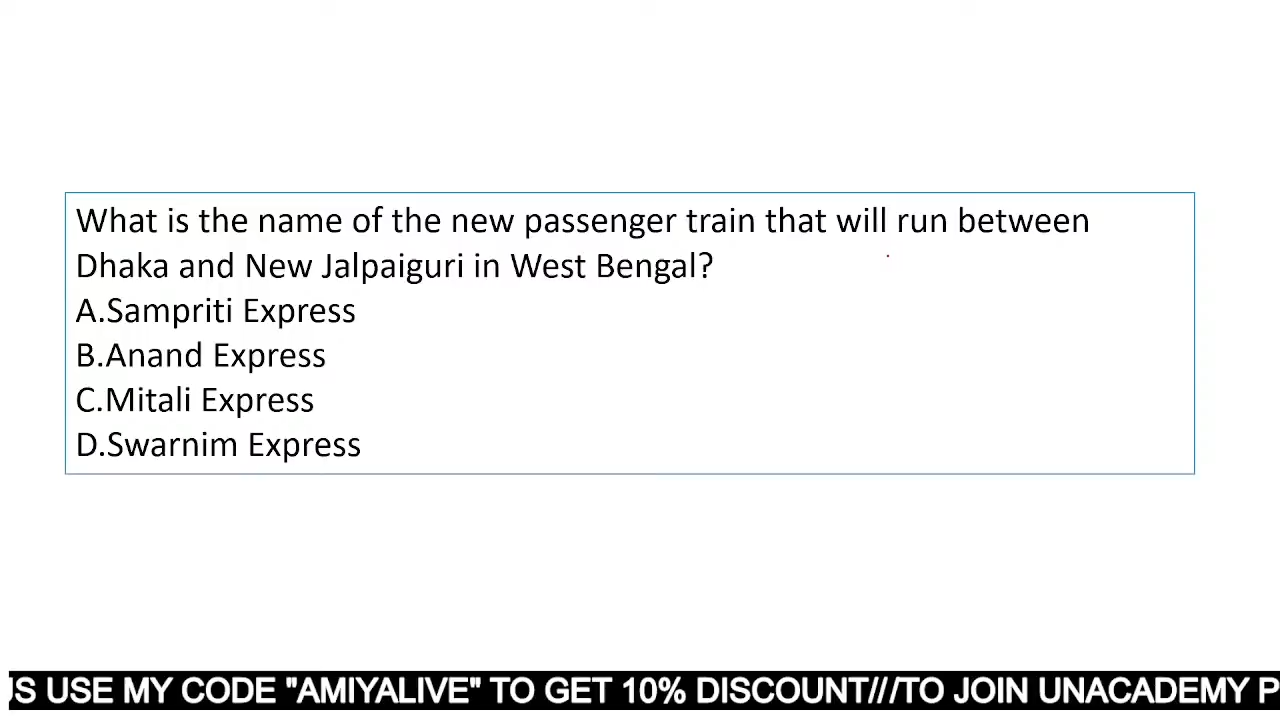 What is the name of the new passenger train that will run between
Dhaka and New Jalpaiguri in West Bengal?
A.Sampriti Express
B.Anand Express
C.Mitali Express
D.Swarnim Express
USE MY CODE "AMIYALIVE" TO GET 10% DISCOUNT///TO JOIN UNACADEMY P